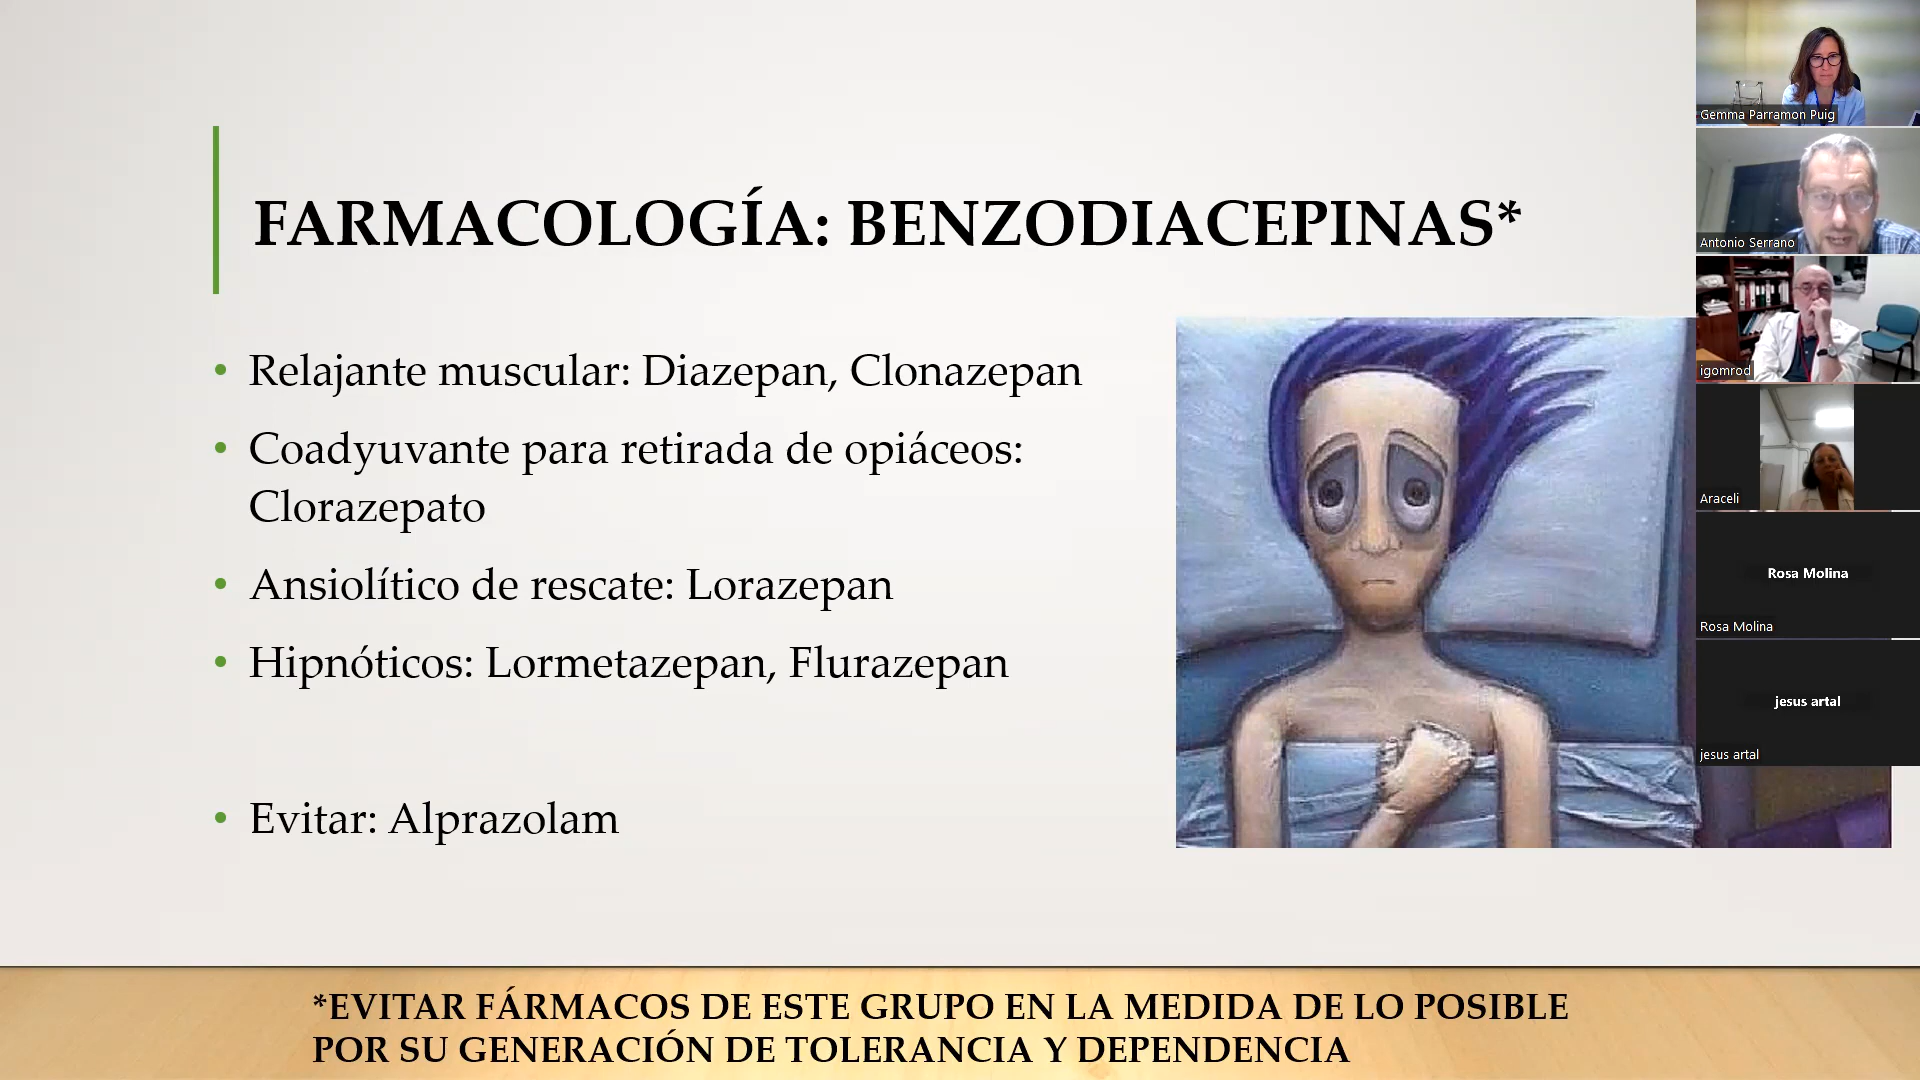 FARMACOLOGÍA: BENZODIACEPINAS*
• Relajante muscular: Diazepan, Clonazepan
• Coadyuvante para retirada de opiáceos:
Clorazepato
• Ansiolítico de rescate: Lorazepan
• Hipnóticos: Lormetazepan, Flurazepan
• Evitar: Alprazolam
*EVITAR FÁRMACOS DE ESTE GRUPO EN LA MEDIDA DE LO POSIBLE
POR SU GENERACIÓN DE TOLERANCIA Y DEPENDENCIA
Gemma Parramon Puig
Antonio Serrano
igomrod
Araceli
Rosa Molina
Rosa Molina
jesus artal
jesus artal